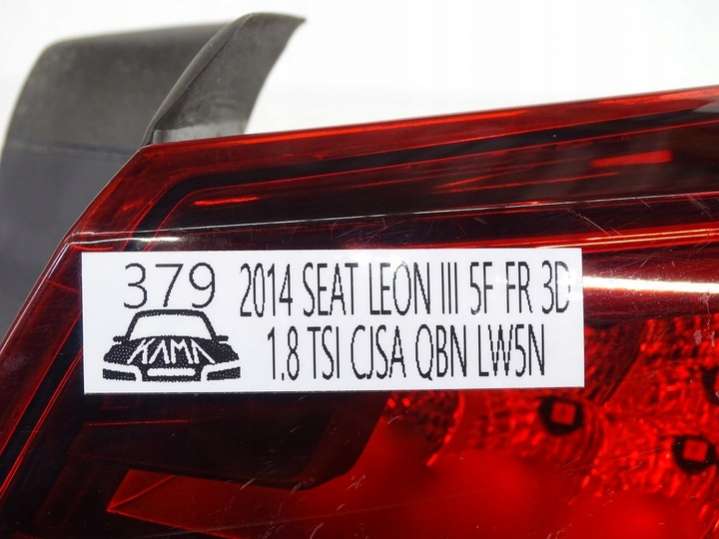 379
KAMA
2014 SEAT LEON III 5F FR 3D
1.8 TSI CJSA QBN LW5N